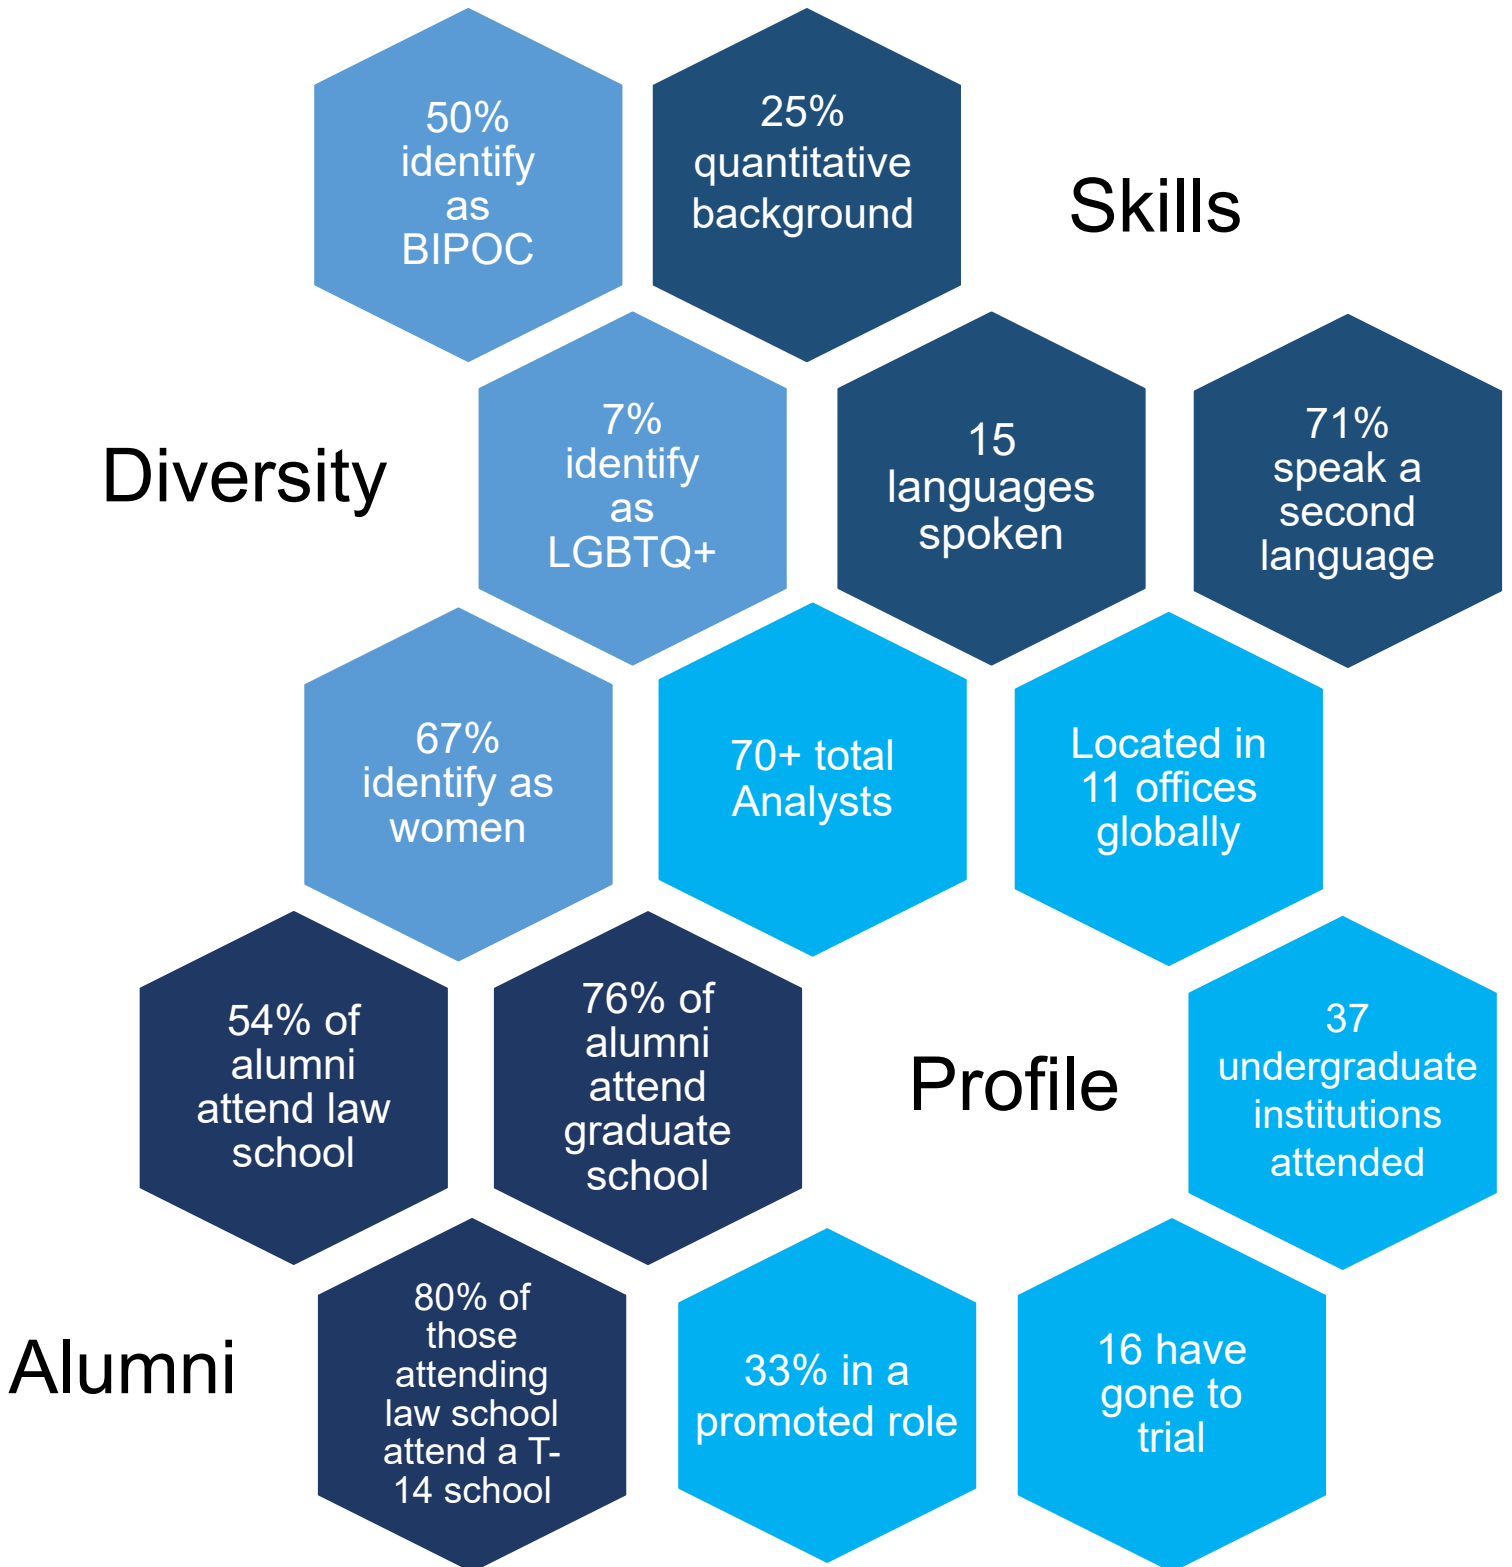 50%
identify
as
BIPOC
25%
quantitative
background
Skills
Diversity
7%
identify
as
LGBTQ+
15
languages
spoken
71%
speak a
second
language
67%
identify as
women
70+ total
Analysts
Located in
11 offices
globally
54% of
alumni
attend law
school
76% of
alumni
attend
graduate
school
Profile
37
undergraduate
institutions
attended
Alumni
80% of
those
attending
law school
attend a T-
14 school
33% in a
promoted role
16 have
gone to
trial